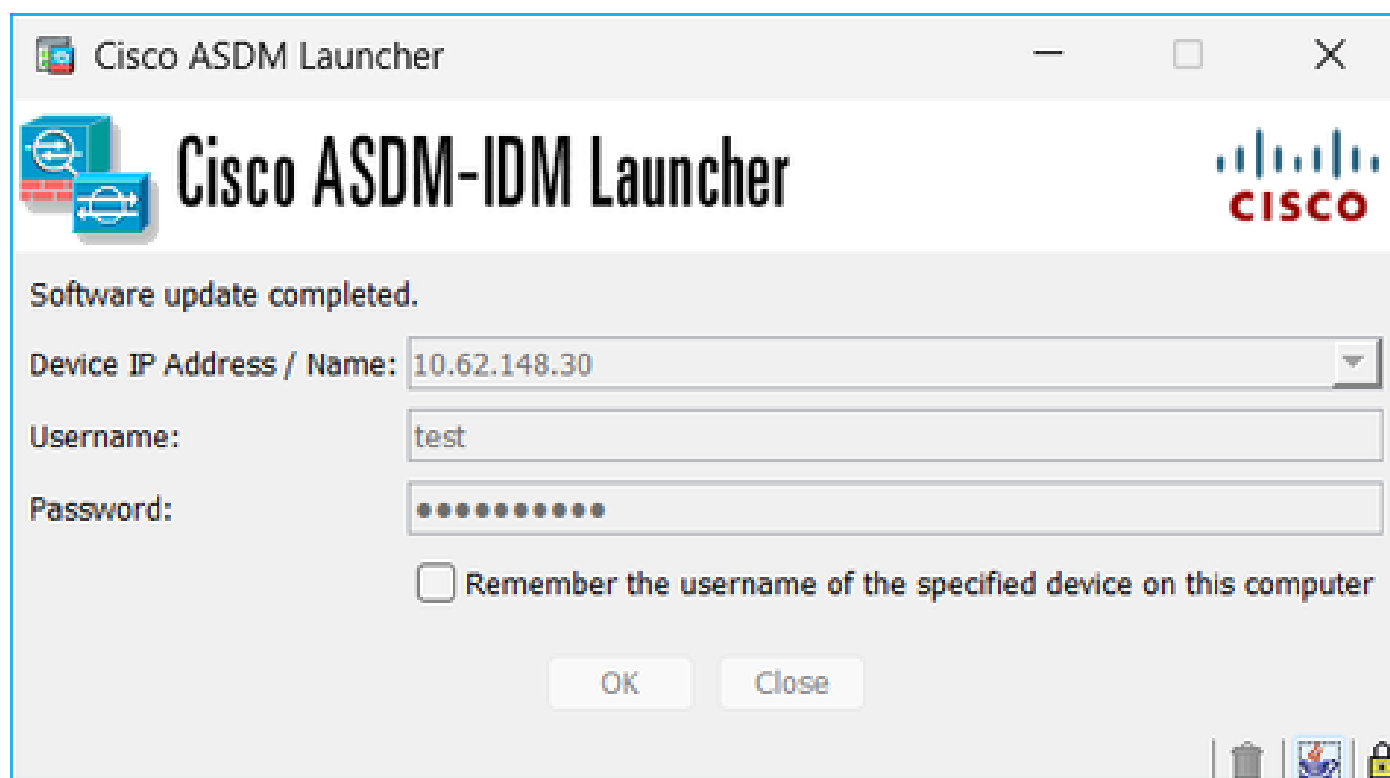 Cisco ASDM Launcher
Cisco ASDM-IDM Launcher
CISCO
Software update completed.
Device IP Address / Name: 10.62.148.30
Username: test
Password: ●●●●●●●●●●
Remember the username of the specified device on this computer
OK Close